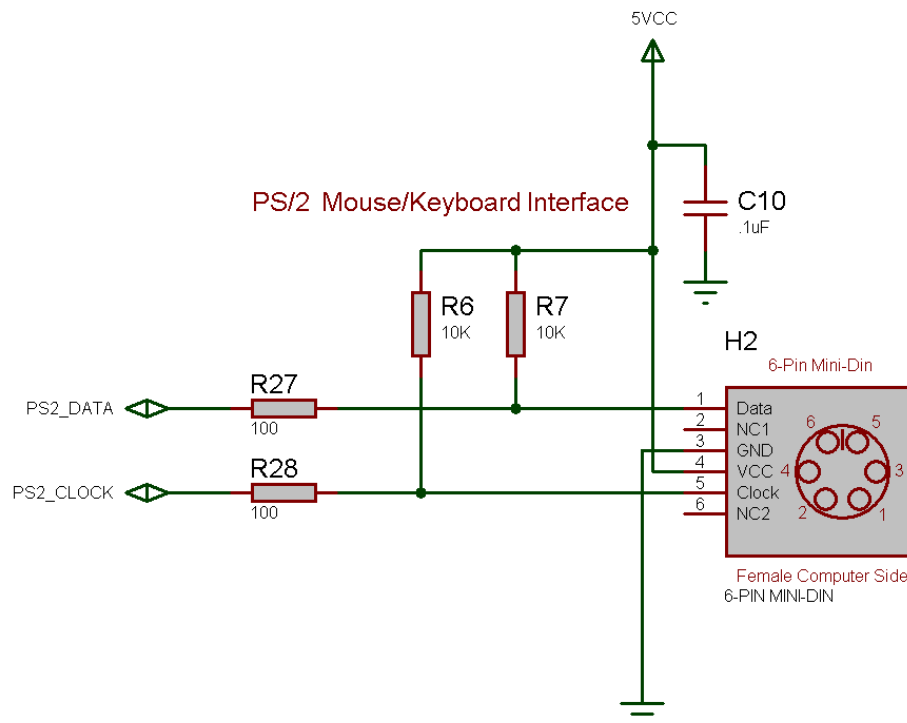 5VCC
PS/2 Mouse/Keyboard Interface
C10
.1uF
R6
10K
R7
10K
H2
6-Pin Mini-Din
PS2_DATA
R27
100
PS2_CLOCK
R28
100
1 Data
2 NC1
3 GND
4 VCC
5 Clock
6 NC2
6 5
4 3
2 1
Female Computer Side
6-PIN MINI-DIN